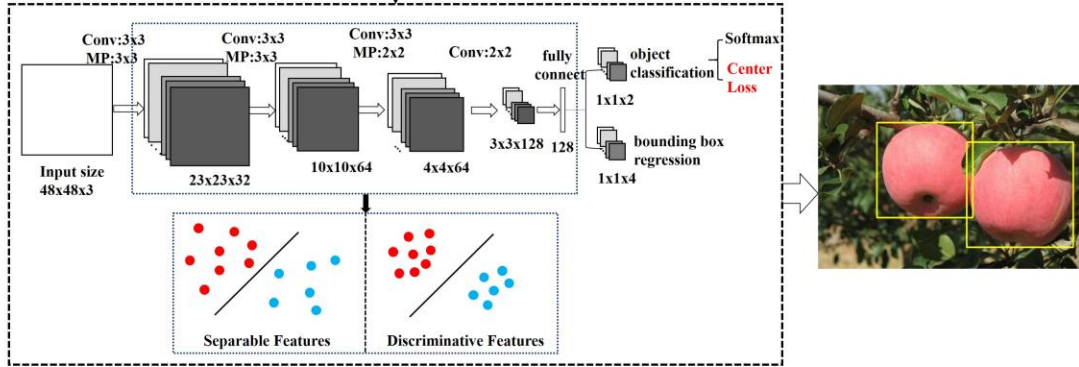 Conv:3x3
MP:3x3
Conv:3x3
MP:3x3
Conv:3x3
MP:2x2
Conv:2x2
fully
connect
object
classification
Softmax
Center
Loss
1x1x2
bounding box
regression
1x1x4
Input size
48x48x3
23x23x32
10x10x64
4x4x64
3x3x128
128
Separable Features
Discriminative Features